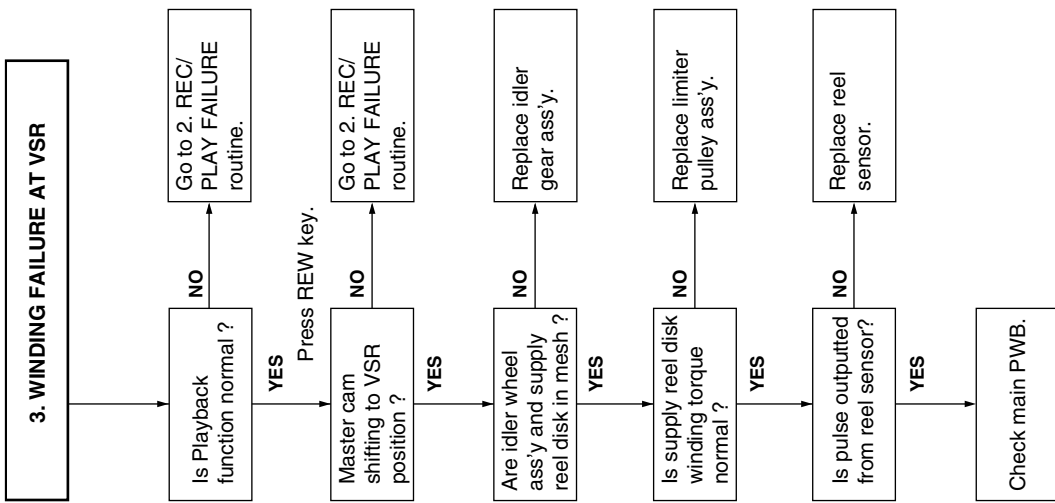 3. WINDING FAILURE AT VSR
Is Playback
function normal ?
NO
Go to 2. REC/
PLAY FAILURE
routine.
YES
Press REW key.
Master cam
shifting to VSR
position ?
NO
Go to 2. REC/
PLAY FAILURE
routine.
YES
Are idler wheel
ass'y and supply
reel disk in mesh ?
NO
Replace idler
gear ass'y.
YES
Is supply reel disk
winding torque
normal ?
NO
Replace limiter
pulley ass'y.
YES
Is pulse outputted
from reel sensor?
NO
Replace reel
sensor.
YES
Check main PWB.